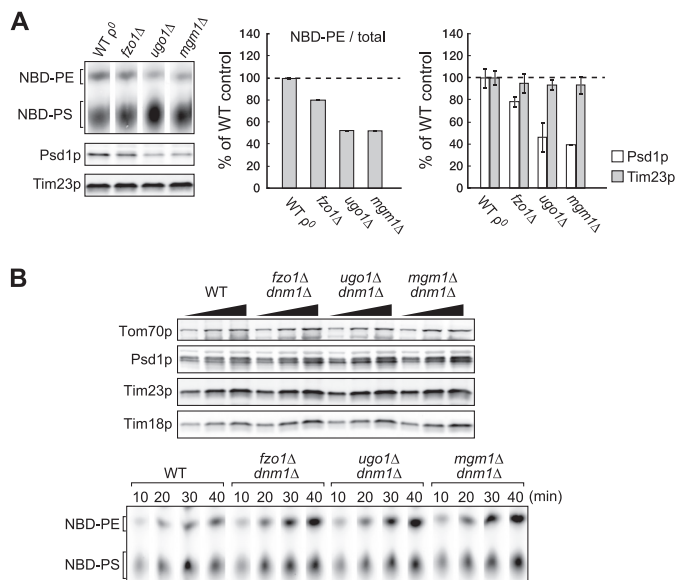 A
WT ρ⁰ fzo1Δ ugo1Δ mgm1Δ
NBD-PE
NBD-PS
Psd1p
Tim23p
NBD-PE / total
% of WT control
140
120
100
80
60
40
20
0
WT ρ⁰ fzo1Δ ugo1Δ mgm1Δ
% of WT control
140
120
100
80
60
40
20
0
WT ρ⁰ fzo1Δ ugo1Δ mgm1Δ
Psd1p
Tim23p
B
WT fzo1Δ dnm1Δ ugo1Δ dnm1Δ mgm1Δ dnm1Δ
Tom70p
Psd1p
Tim23p
Tim18p
WT fzo1Δ dnm1Δ ugo1Δ dnm1Δ mgm1Δ dnm1Δ
10 20 30 40 10 20 30 40 10 20 30 40 10 20 30 40 (min)
NBD-PE
NBD-PS